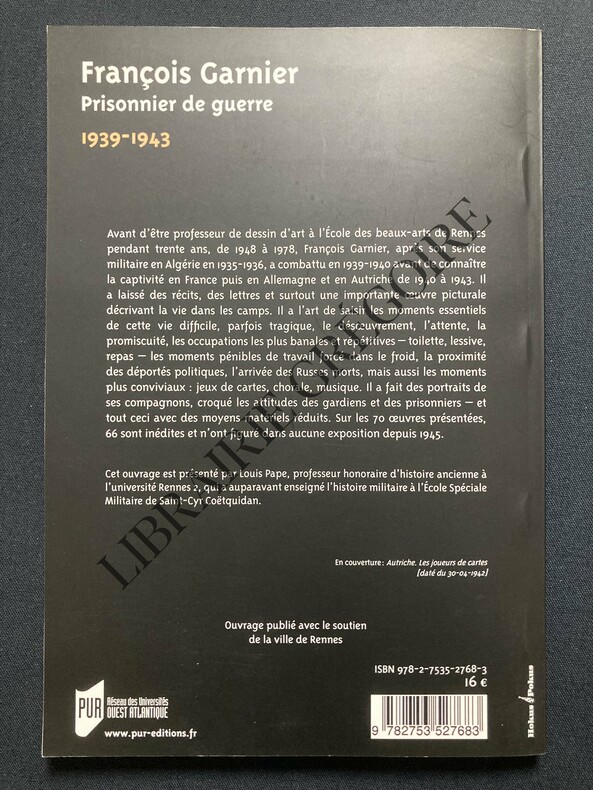 François Garnier
Prisonnier de guerre
1939-1943
Avant d'être professeur de dessin d'art à l'École des beaux-arts de Rennes
pendant trente ans, de 1948 à 1978, François Garnier, après son service
militaire en Algérie en 1935-1936, a combattu en 1939-1940 avant de connaître
la captivité en France puis en Allemagne et en Autriche de 1940 à 1943. Il
a laissé des récits, des lettres et surtout une importante œuvre picturale
décrivant la vie dans les camps. Il a l'art de saisir les moments essentiels
de cette vie difficile, parfois tragique, le désœuvrement, l'attente, la
promiscuité, les occupations les plus banales et répétitives – toilette, lessive,
repas – les moments pénibles de travail forcé dans le froid, la proximité
des déportés politiques, l'arrivée des Russes morts, mais aussi les moments
plus conviviaux : jeux de cartes, chorale, musique. Il a fait des portraits de
ses compagnons, croqué les attitudes des gardiens et des prisonniers – et
tout ceci avec des moyens matériels réduits. Sur les 70 œuvres présentées,
66 sont inédites et n'ont figuré dans aucune exposition depuis 1945.
Cet ouvrage est présenté par Louis Pape, professeur honoraire d'histoire ancienne à
l'université Rennes 2, qui a auparavant enseigné l'histoire militaire à l'École Spéciale
Militaire de Saint-Cyr Coëtquidan.
En couverture : Autriche. Les joueurs de cartes
[daté du 30-04-1942]
Ouvrage publié avec le soutien
de la ville de Rennes
ISBN 978-2-7535-2768-3
16 €
PUR
Réseau des Universités
OUEST ATLANTIQUE
www.pur-editions.fr
9 782753 527683
Hokus Pokus
LIBRAIRIE GREGOIRE